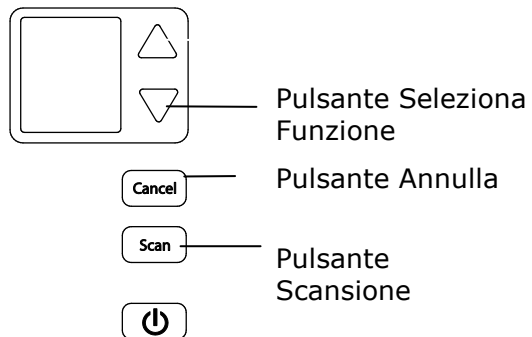 Pulsante Seleziona
Funzione
Cancel
Pulsante Annulla
Scan
Pulsante
Scansione